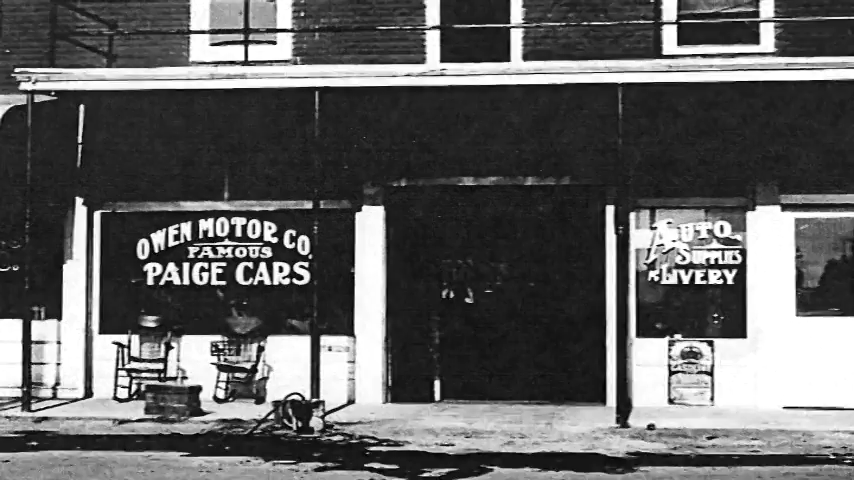 OWEN MOTOR CO.
FAMOUS
PAIGE CARS
AUTO
SUPPLIES
& LIVERY